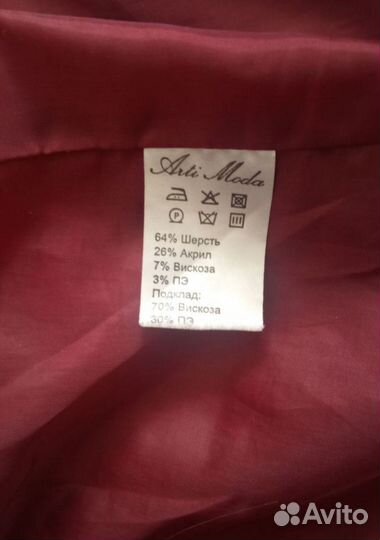 Arti Moda
P
64% Шерсть
26% Акрил
7% Вискоза
3% ПЭ
Подклад:
70% Вискоза
30% ПЭ
Avito